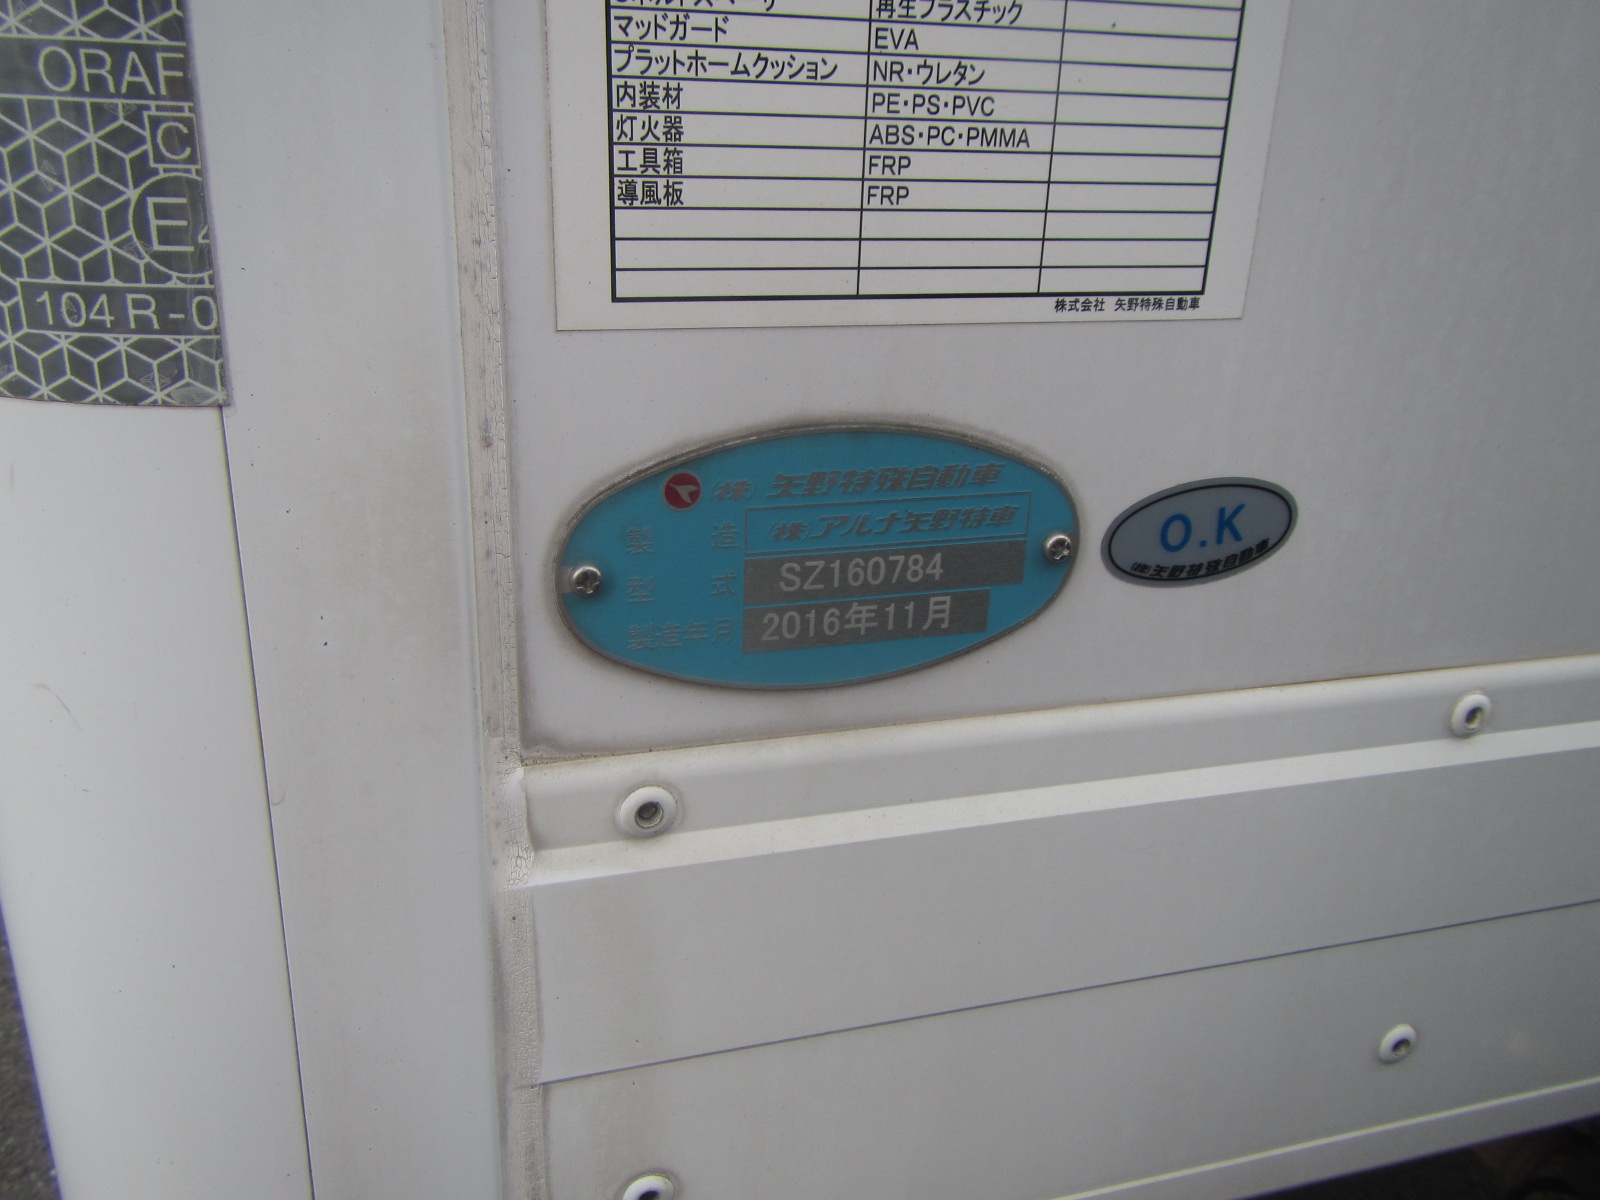 ORAF
C
E4
104R-0
再生プラスチック
マッドガード EVA
プラットホームクッション NR・ウレタン
内装材 PE・PS・PVC
灯火器 ABS・PC・PMMA
工具箱 FRP
導風板 FRP
株式会社 矢野特殊自動車
(株)矢野特殊自動車
製造 (株)アルナ矢野特車
型式 SZ160784
製造年月 2016年11月
O.K
(株)矢野特殊自動車